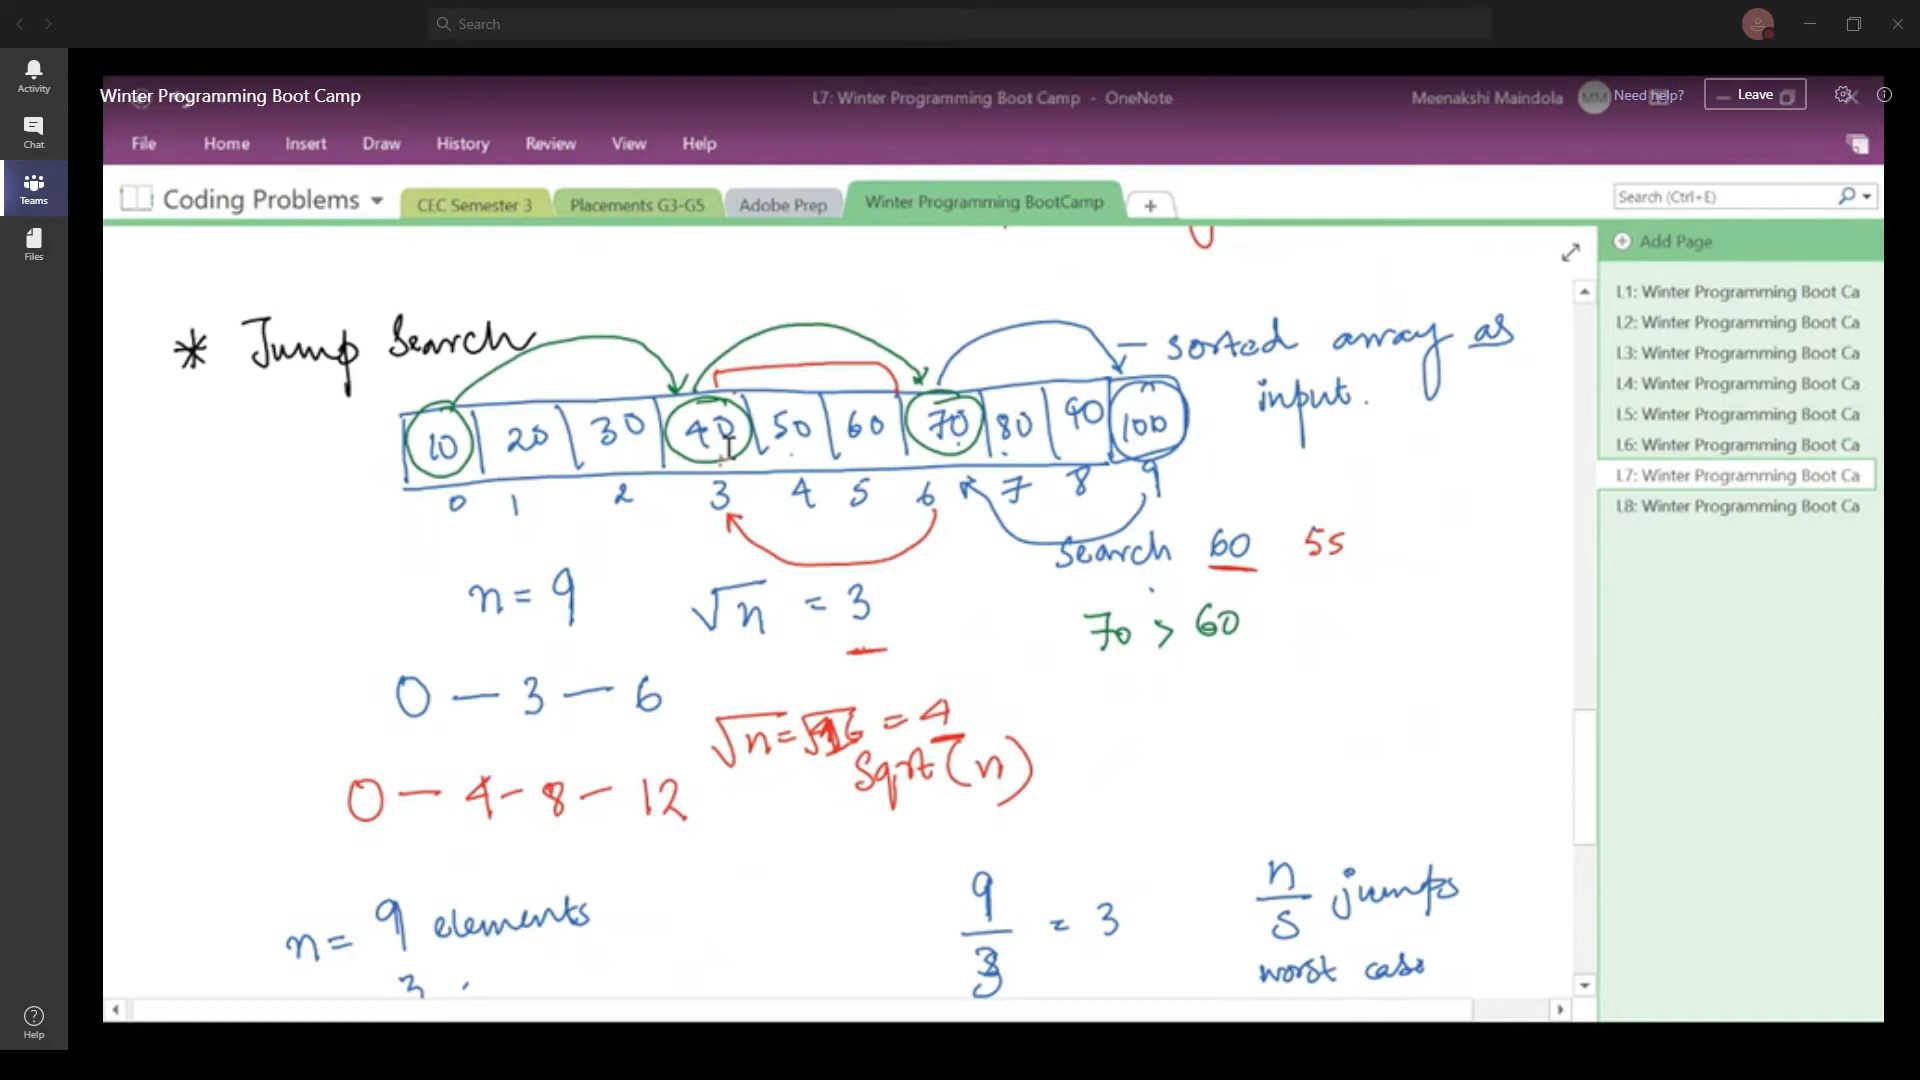 Search
Activity
Chat
Teams
Files
Help
Winter Programming Boot Camp
L7: Winter Programming Boot Camp - OneNote
Meenakshi Maindola
MM
Need help?
Leave
File Home Insert Draw History Review View Help
Coding Problems
CEC Semester 3
Placements G3-G5
Adobe Prep
Winter Programming BootCamp
+
Search (Ctrl+E)
Add Page
L1: Winter Programming Boot Ca
L2: Winter Programming Boot Ca
L3: Winter Programming Boot Ca
L4: Winter Programming Boot Ca
L5: Winter Programming Boot Ca
L6: Winter Programming Boot Ca
L7: Winter Programming Boot Ca
L8: Winter Programming Boot Ca
* Jump Search
— sorted array as
input.
10 20 30 40 50 60 70 80 90 100
0 1 2 3 4 5 6 7 8 9
Search 60 55
n = 9 √n = 3
70 > 60
0 — 3 — 6
√n = √16 = 4
Sqrt(n)
0 — 4 — 8 — 12
n = 9 elements
9/3 = 3
n/s jumps
worst case
3